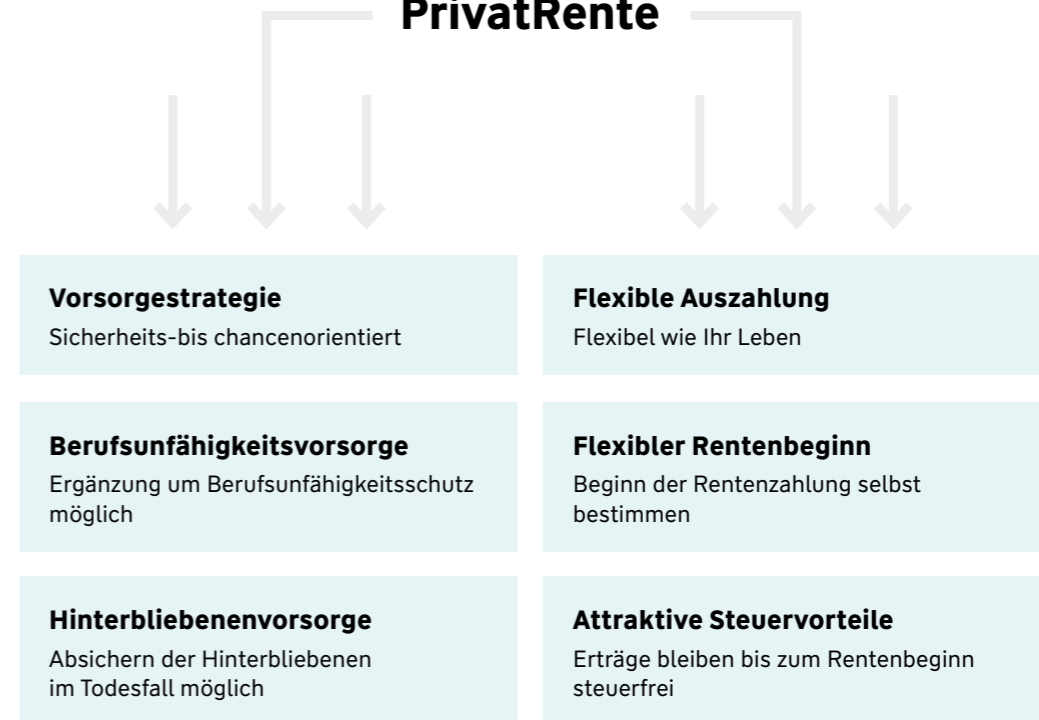 PrivatRente
Vorsorgestrategie
Sicherheits-bis chancenorientiert
Flexible Auszahlung
Flexibel wie Ihr Leben
Berufsunfähigkeitsvorsorge
Ergänzung um Berufsunfähigkeitsschutz
möglich
Flexibler Rentenbeginn
Beginn der Rentenzahlung selbst
bestimmen
Hinterbliebenenvorsorge
Absichern der Hinterbliebenen
im Todesfall möglich
Attraktive Steuervorteile
Erträge bleiben bis zum Rentenbeginn
steuerfrei